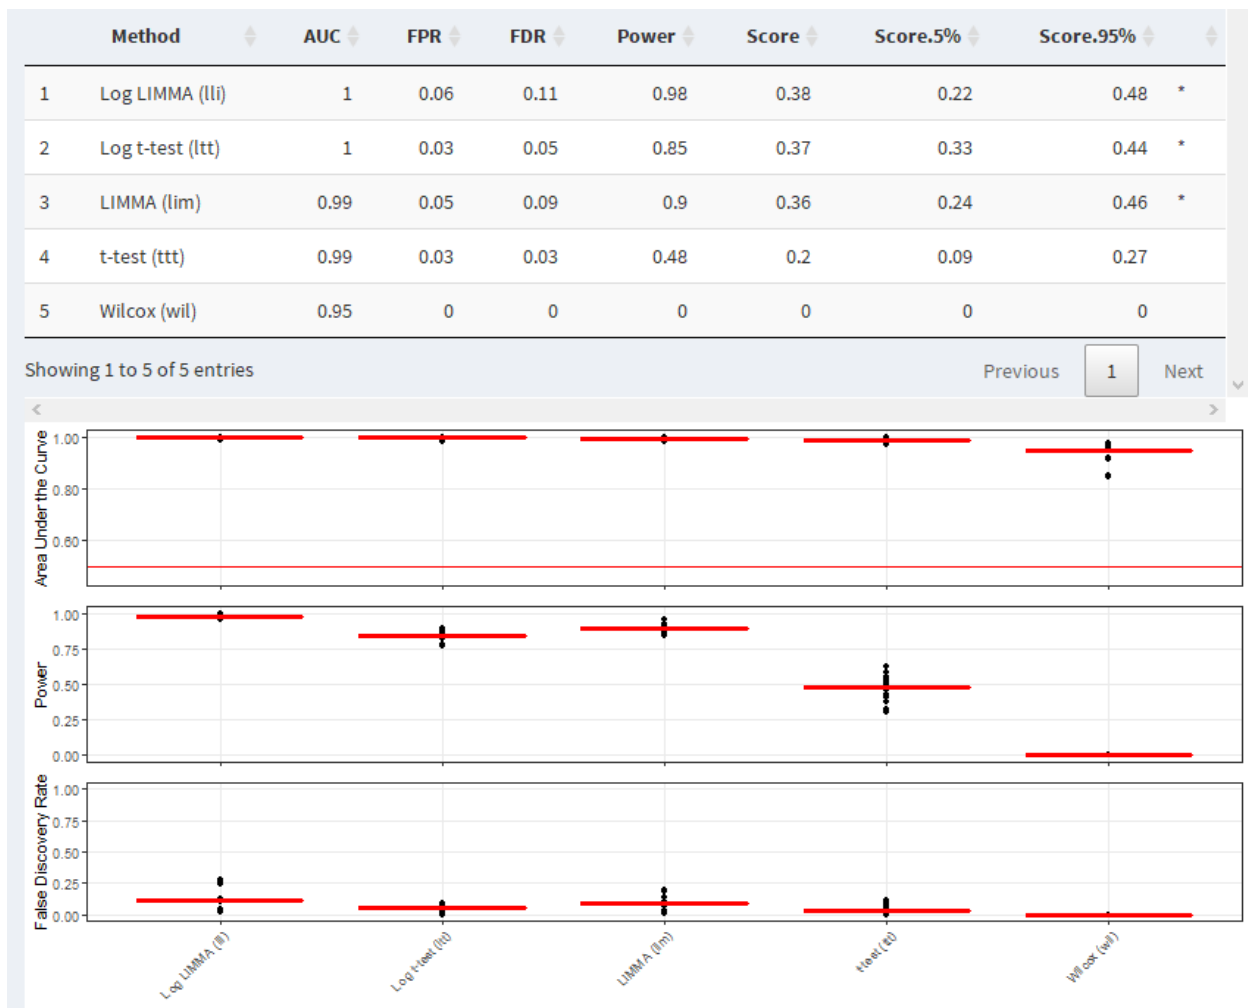 Method AUC FPR FDR Power Score Score.5% Score.95%
1 Log LIMMA (lli) 1 0.06 0.11 0.98 0.38 0.22 0.48 *
2 Log t-test (ltt) 1 0.03 0.05 0.85 0.37 0.33 0.44 *
3 LIMMA (lim) 0.99 0.05 0.09 0.9 0.36 0.24 0.46 *
4 t-test (ttt) 0.99 0.03 0.03 0.48 0.2 0.09 0.27
5 Wilcox (wil) 0.95 0 0 0 0 0 0
Showing 1 to 5 of 5 entries Previous 1 Next
Area Under the Curve
1.00
0.80
0.60
Power
1.00
0.75
0.50
0.25
0.00
False Discovery Rate
1.00
0.75
0.50
0.25
0.00
Log LIMMA (lli)
Log t-test (ltt)
LIMMA (lim)
t-test (ttt)
Wilcox (wil)